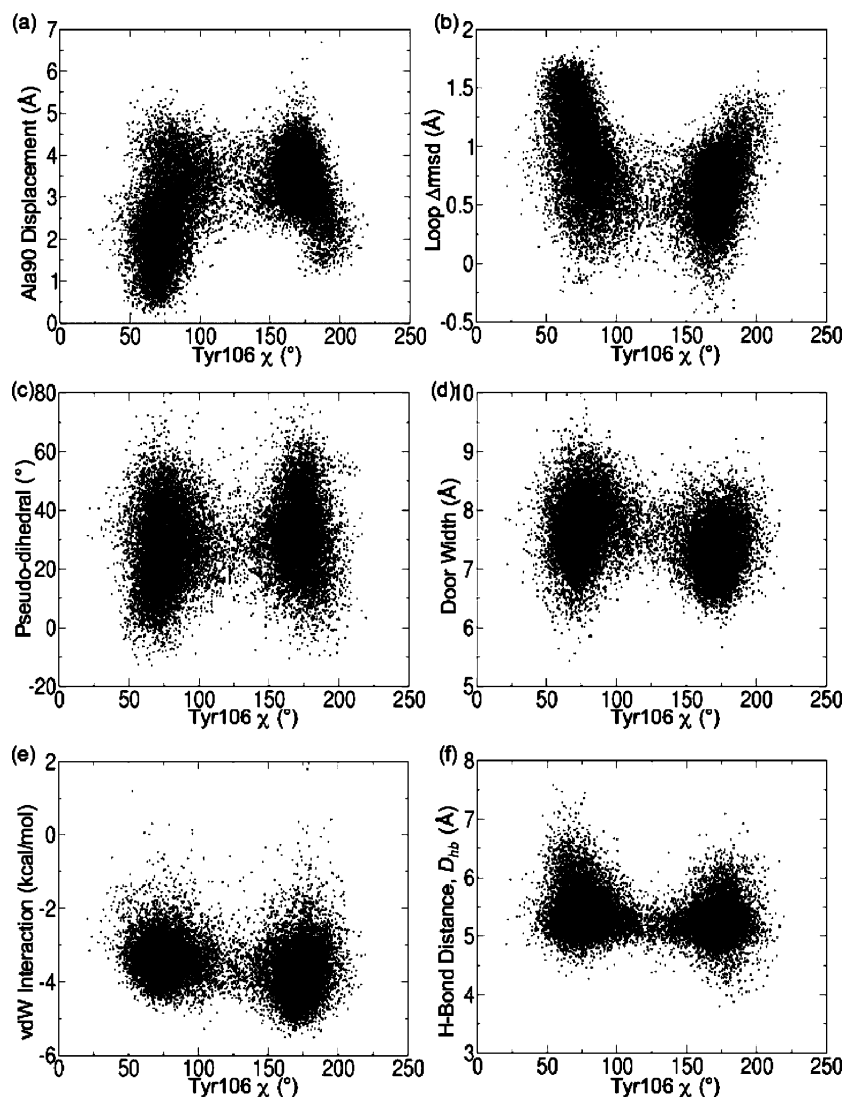 (a)
7
6
5
4
3
2
1
0
Ala90 Displacement (Å)
0 50 100 150 200 250
Tyr106 χ (°)
(b)
2
1.5
1
0.5
0
-0.5
Loop Δrmsd (Å)
0 50 100 150 200 250
Tyr106 χ (°)
(c)
80
60
40
20
0
-20
Pseudo-dihedral (°)
0 50 100 150 200 250
Tyr106 χ (°)
(d)
10
9
8
7
6
5
Door Width (Å)
0 50 100 150 200 250
Tyr106 χ (°)
(e)
2
0
-2
-4
-6
vdW Interaction (kcal/mol)
0 50 100 150 200 250
Tyr106 χ (°)
(f)
8
7
6
5
4
3
H-Bond Distance, Dhb (Å)
0 50 100 150 200 250
Tyr106 χ (°)